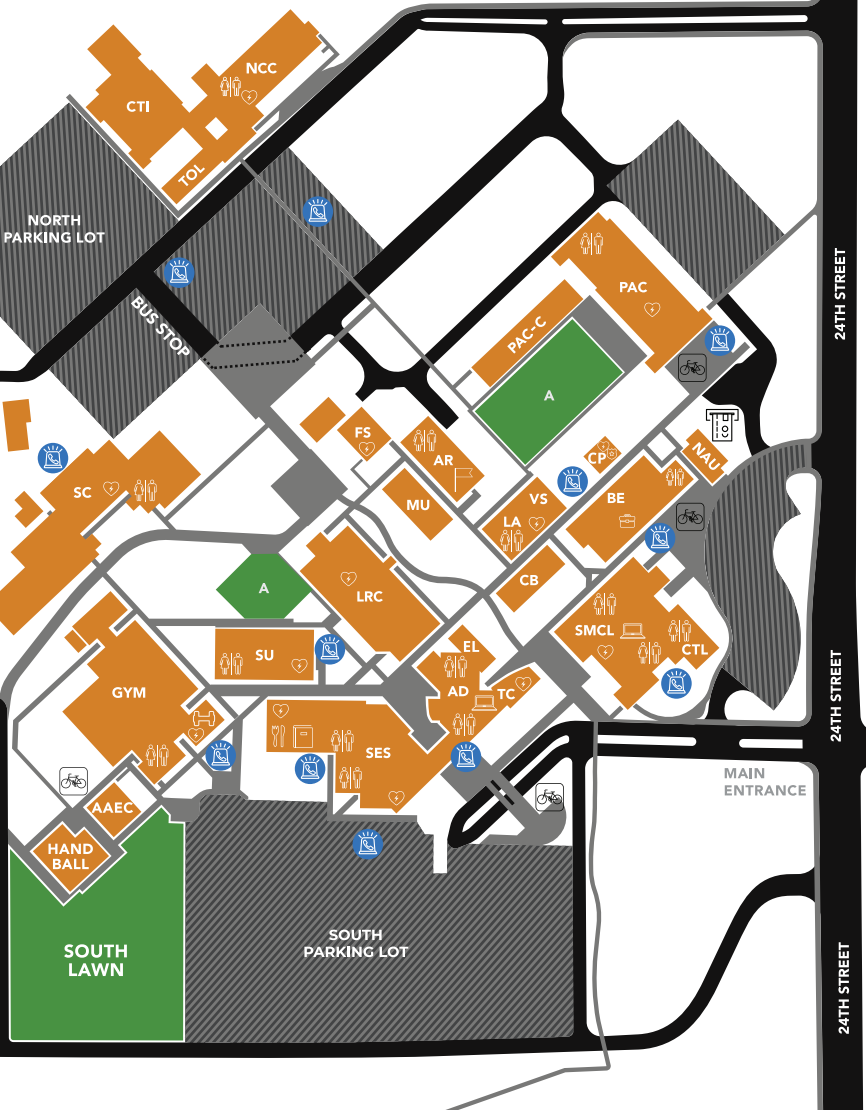 NCC
CTI
TOL
NORTH
PARKING LOT
24TH STREET
PAC
BUS STOP
PAC-C
A
FS
AR
CP
NAU
SC
MU
VS
BE
LA
CB
A
LRC
SMCL
EL
CTL
SU
GYM
AD
TC
24TH STREET
SES
MAIN
ENTRANCE
AAEC
HAND
BALL
SOUTH
LAWN
SOUTH
PARKING LOT
24TH STREET